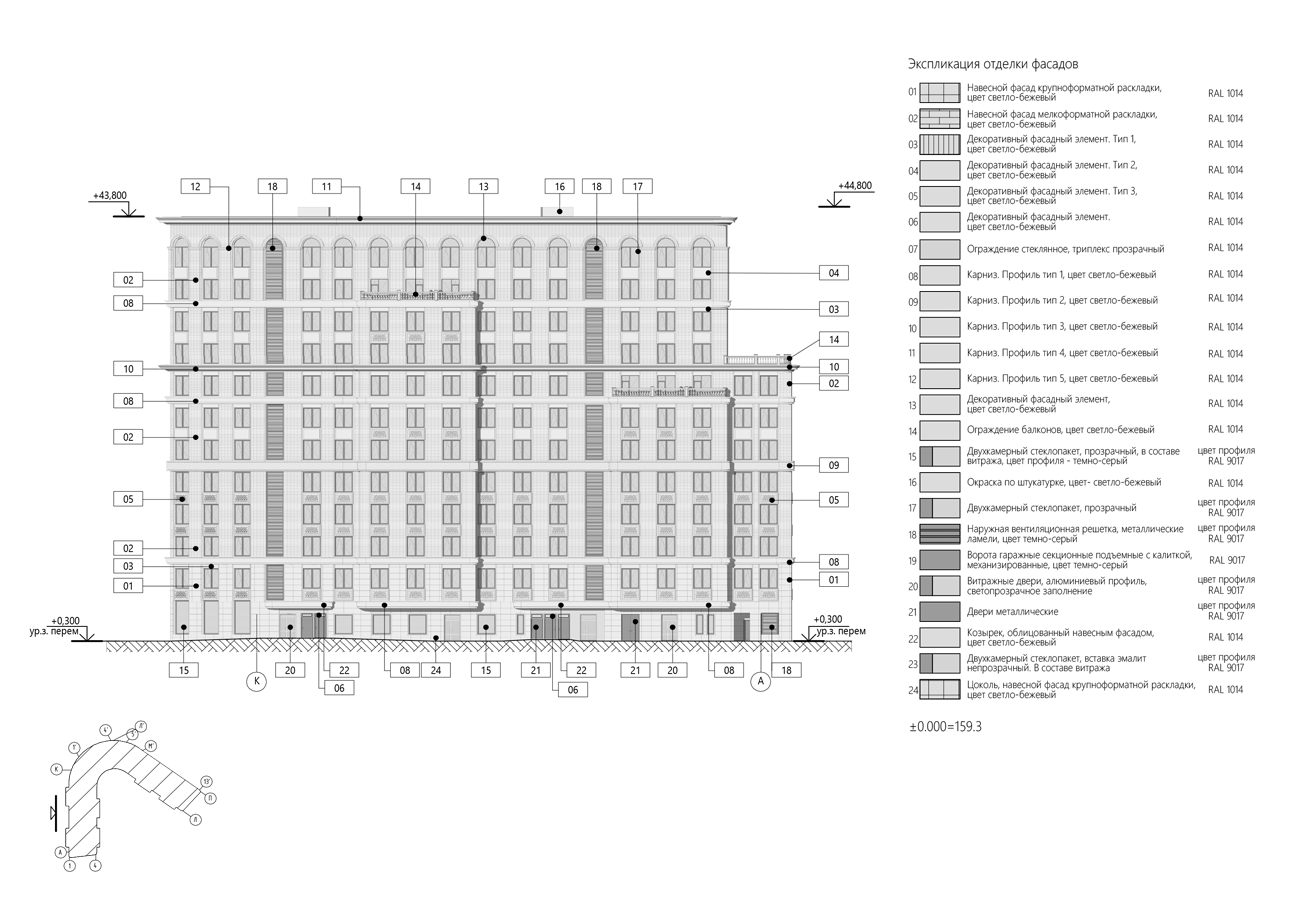 Экспликация отделки фасадов
01 Навесной фасад крупноформатной раскладки,
цвет светло-бежевый RAL 1014
02 Навесной фасад мелкоформатной раскладки,
цвет светло-бежевый RAL 1014
03 Декоративный фасадный элемент. Тип 1,
цвет светло-бежевый RAL 1014
04 Декоративный фасадный элемент. Тип 2,
цвет светло-бежевый RAL 1014
05 Декоративный фасадный элемент. Тип 3,
цвет светло-бежевый RAL 1014
06 Декоративный фасадный элемент.
цвет светло-бежевый RAL 1014
07 Ограждение стеклянное, триплекс прозрачный RAL 1014
08 Карниз. Профиль тип 1, цвет светло-бежевый RAL 1014
09 Карниз. Профиль тип 2, цвет светло-бежевый RAL 1014
10 Карниз. Профиль тип 3, цвет светло-бежевый RAL 1014
11 Карниз. Профиль тип 4, цвет светло-бежевый RAL 1014
12 Карниз. Профиль тип 5, цвет светло-бежевый RAL 1014
13 Декоративный фасадный элемент,
цвет светло-бежевый RAL 1014
14 Ограждение балконов, цвет светло-бежевый RAL 1014
15 Двухкамерный стеклопакет, прозрачный, в составе цвет профиля
витража, цвет профиля - темно-серый RAL 9017
16 Окраска по штукатурке, цвет- светло-бежевый RAL 1014
17 Двухкамерный стеклопакет, прозрачный цвет профиля
RAL 9017
18 Наружная вентиляционная решетка, металлические цвет профиля
ламели, цвет темно-серый RAL 9017
19 Ворота гаражные секционные подъемные с калиткой,
механизированные, цвет темно-серый RAL 9017
20 Витражные двери, алюминиевый профиль, цвет профиля
светопрозрачное заполнение RAL 9017
21 Двери металлические цвет профиля
RAL 9017
22 Козырек, облицованный навесным фасадом,
цвет светло-бежевый RAL 1014
23 Двухкамерный стеклопакет, вставка эмалит цвет профиля
непрозрачный. В составе витража RAL 9017
24 Цоколь, навесной фасад крупноформатной раскладки,
цвет светло-бежевый RAL 1014
±0.000=159.3
12 18 11 14 13 16 18 17
+43,800 +44,800
02 04
08 03
14
10 10
02
08
02
09
05 05
02
03 08
01 01
+0,300 +0,300
ур.з. перем ур.з. перем
15 К 20 22 08 24 15 21 22 21 20 08 А 18
06 06
4' Л' 3'
1' М'
К
13'
П
Л
А
1 4